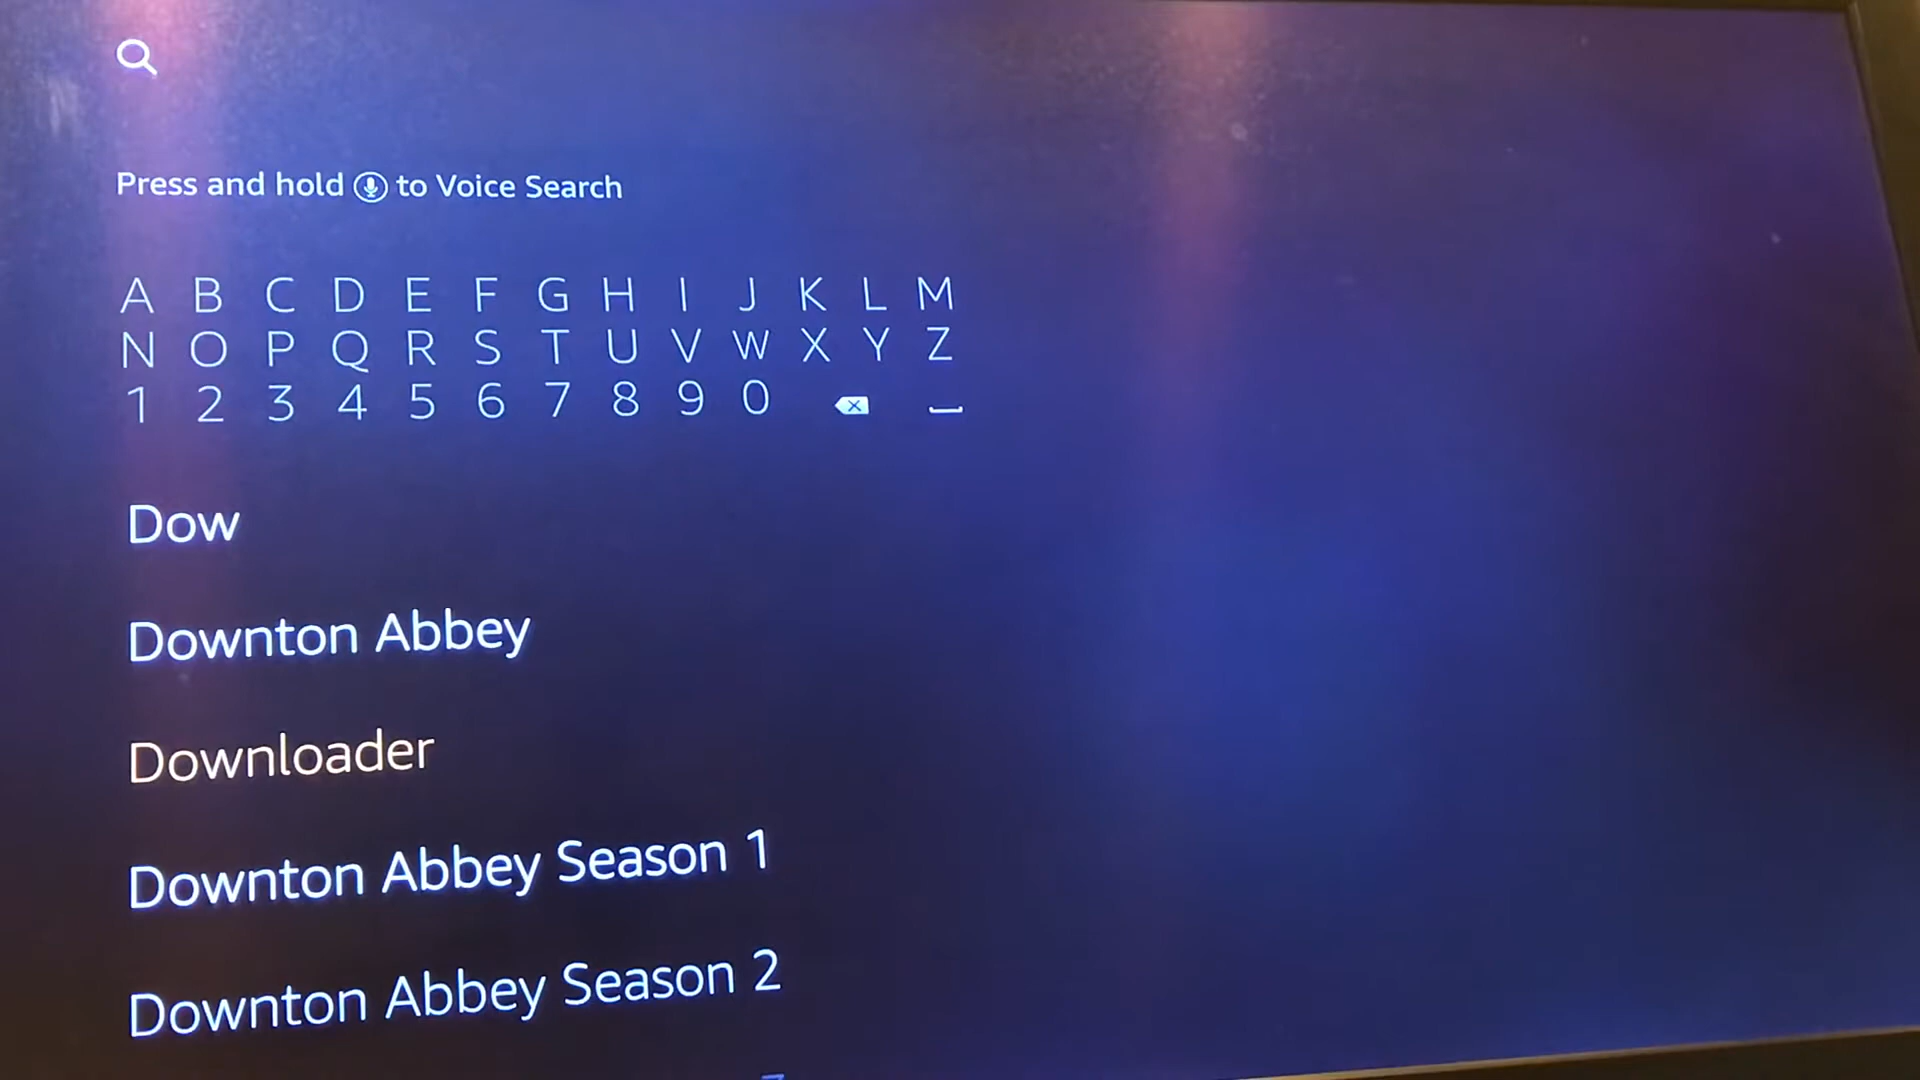 Press and hold to Voice Search
A B C D E F G H I J K L M
N O P Q R S T U V W X Y Z
1 2 3 4 5 6 7 8 9 0
Dow
Downton Abbey
Downloader
Downton Abbey Season 1
Downton Abbey Season 2